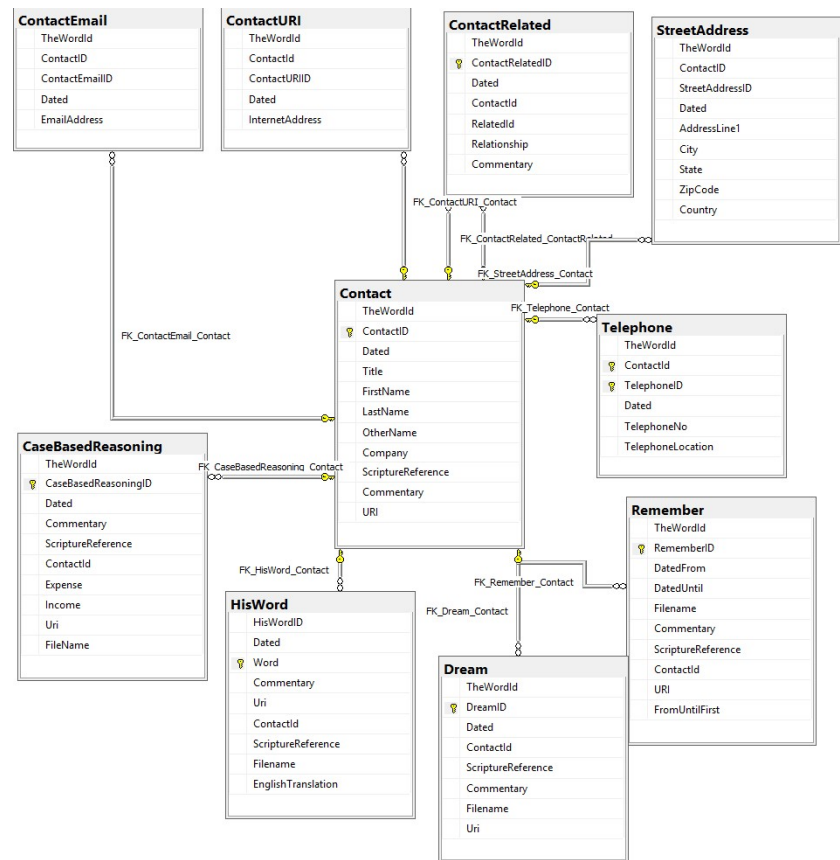 ContactEmail
TheWordId
ContactID
ContactEmailID
Dated
EmailAddress
ContactURI
TheWordId
ContactId
ContactURIID
Dated
InternetAddress
ContactRelated
TheWordId
ContactRelatedID
Dated
ContactId
RelatedId
Relationship
Commentary
StreetAddress
TheWordId
ContactID
StreetAddressID
Dated
AddressLine1
City
State
ZipCode
Country
FK_ContactURI_Contact
FK_ContactRelated_ContactRelated
FK_StreetAddress_Contact
FK_Telephone_Contact
FK_ContactEmail_Contact
Contact
TheWordId
ContactID
Dated
Title
FirstName
LastName
OtherName
Company
ScriptureReference
Commentary
URI
Telephone
TheWordId
ContactId
TelephoneID
Dated
TelephoneNo
TelephoneLocation
CaseBasedReasoning
TheWordId
CaseBasedReasoningID
Dated
Commentary
ScriptureReference
ContactId
Expense
Income
Uri
FileName
FK_CaseBasedReasoning_Contact
FK_HisWord_Contact
FK_Remember_Contact
FK_Dream_Contact
HisWord
HisWordID
Dated
Word
Commentary
Uri
ContactId
ScriptureReference
Filename
EnglishTranslation
Dream
TheWordId
DreamID
Dated
ContactId
ScriptureReference
Commentary
Filename
Uri
Remember
TheWordId
RememberID
DatedFrom
DatedUntil
Filename
Commentary
ScriptureReference
ContactId
URI
FromUntilFirst